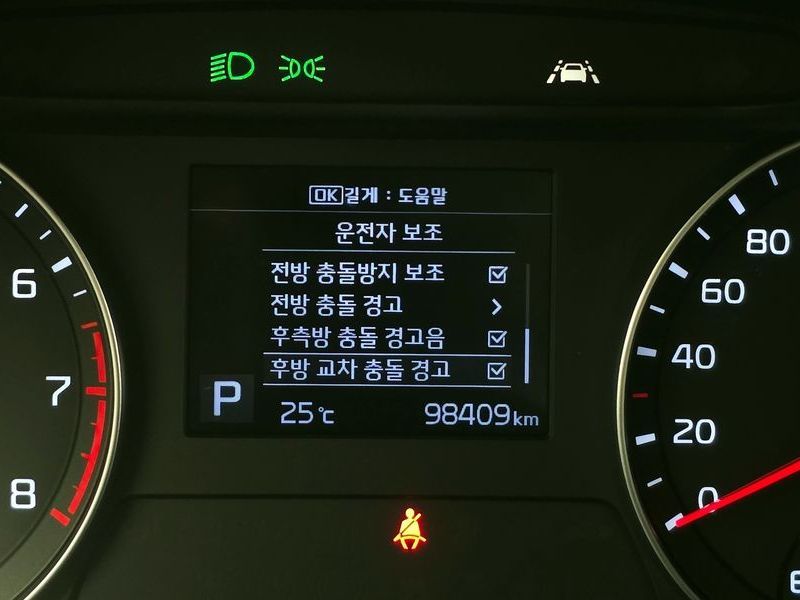 OK길게 : 도움말
운전자 보조
전방 충돌방지 보조
전방 충돌 경고
후측방 충돌 경고음
후방 교차 충돌 경고
P
25℃
98409km
6
7
8
80
60
40
20
0